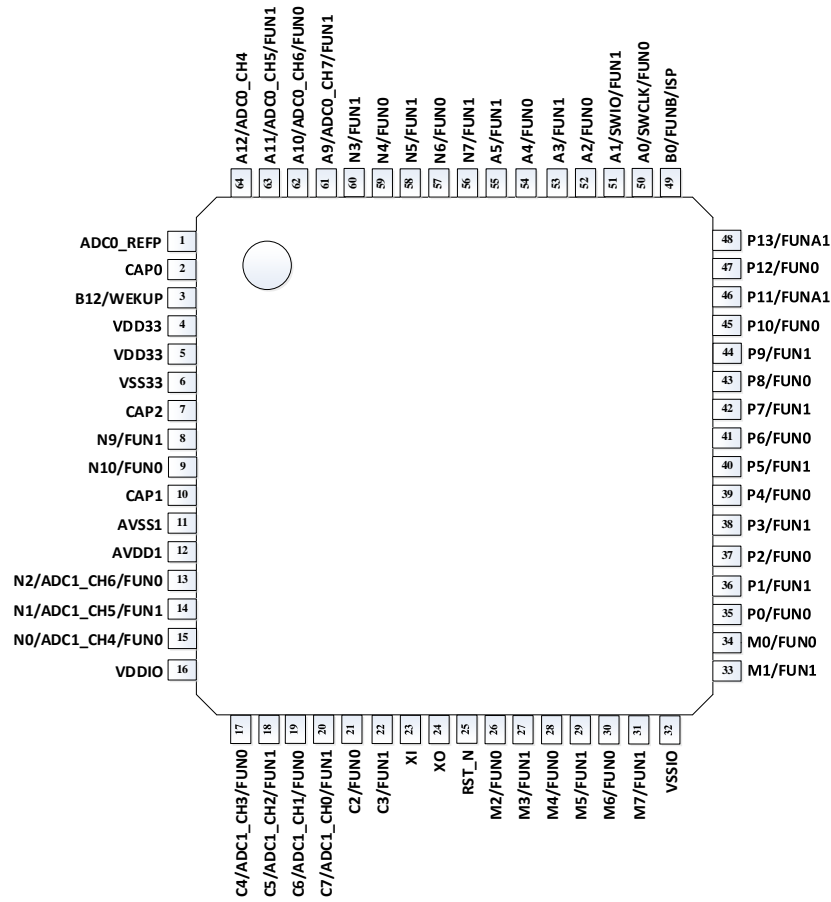 A12/ADC0_CH4
A11/ADC0_CH5/FUN1
A10/ADC0_CH6/FUN0
A9/ADC0_CH7/FUN1
N3/FUN1
N4/FUN0
N5/FUN1
N6/FUN0
N7/FUN1
A5/FUN1
A4/FUN0
A3/FUN1
A2/FUN0
A1/SWIO/FUN1
A0/SWCLK/FUN0
B0/FUNB/ISP
64
63
62
61
60
59
58
57
56
55
54
53
52
51
50
49
ADC0_REFP 1
CAP0 2
B12/WEKUP 3
VDD33 4
VDD33 5
VSS33 6
CAP2 7
N9/FUN1 8
N10/FUN0 9
CAP1 10
AVSS1 11
AVDD1 12
N2/ADC1_CH6/FUN0 13
N1/ADC1_CH5/FUN1 14
N0/ADC1_CH4/FUN0 15
VDDIO 16
48 P13/FUNA1
47 P12/FUN0
46 P11/FUNA1
45 P10/FUN0
44 P9/FUN1
43 P8/FUN0
42 P7/FUN1
41 P6/FUN0
40 P5/FUN1
39 P4/FUN0
38 P3/FUN1
37 P2/FUN0
36 P1/FUN1
35 P0/FUN0
34 M0/FUN0
33 M1/FUN1
17
18
19
20
21
22
23
24
25
26
27
28
29
30
31
32
C4/ADC1_CH3/FUN0
C5/ADC1_CH2/FUN1
C6/ADC1_CH1/FUN0
C7/ADC1_CH0/FUN1
C2/FUN0
C3/FUN1
XI
XO
RST_N
M2/FUN0
M3/FUN1
M4/FUN0
M5/FUN1
M6/FUN0
M7/FUN1
VSSIO